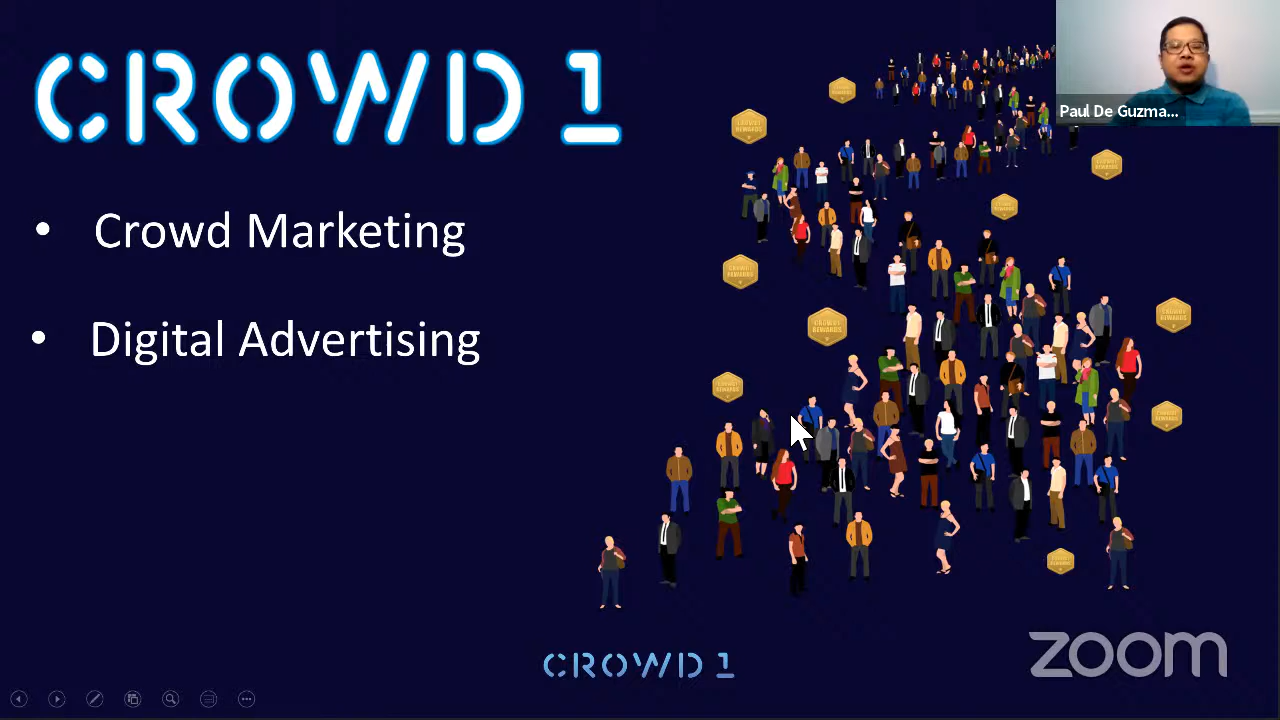 CROWD 1
Paul De Guzma...
• Crowd Marketing
• Digital Advertising
CROWD 1
zoom